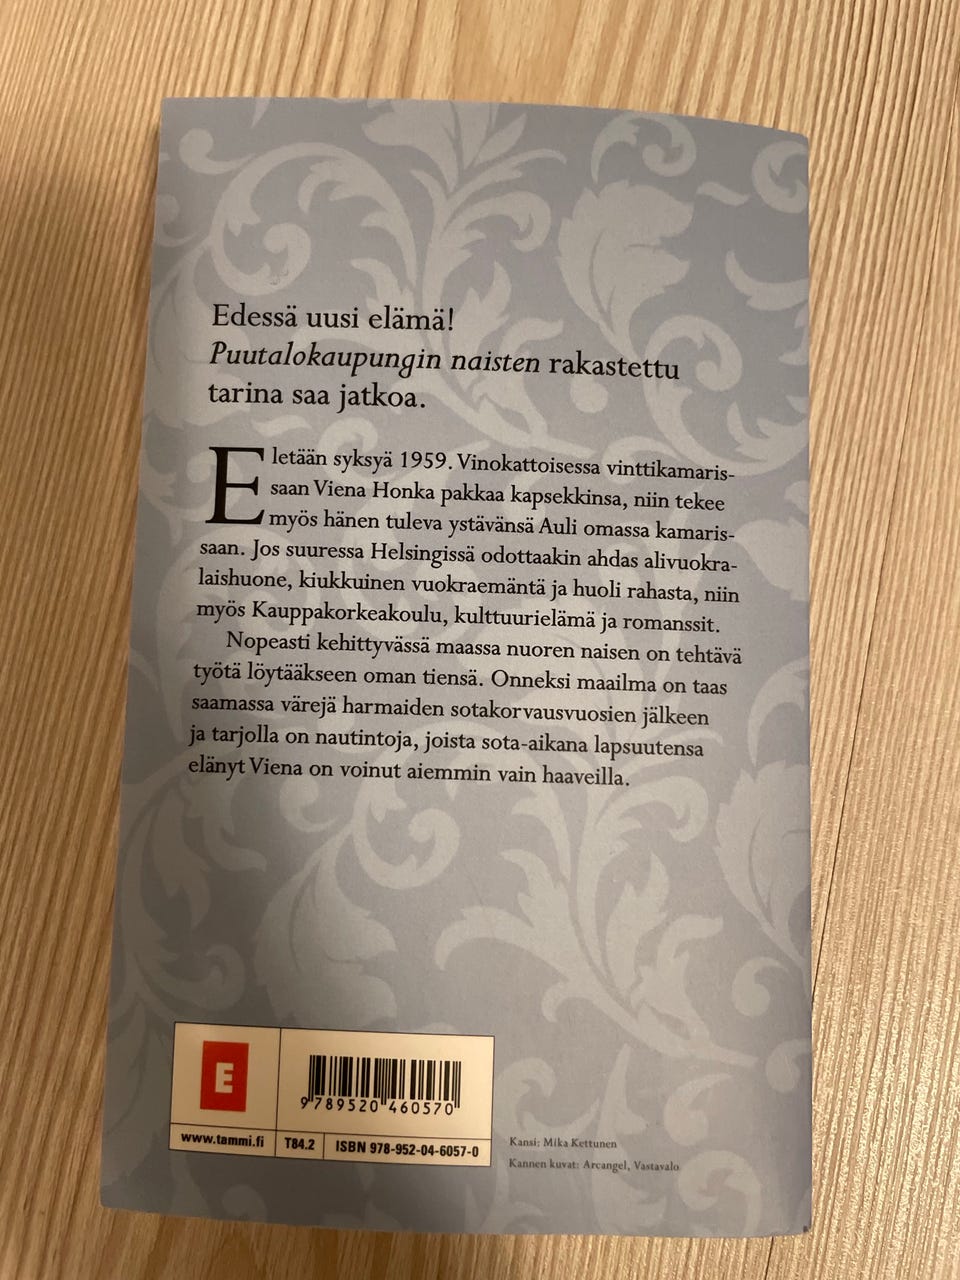 Edessä uusi elämä!
Puutalokaupungin naisten rakastettu
tarina saa jatkoa.
Eletään syksyä 1959. Vinokattoisessa vinttikamaris-
saan Viena Honka pakkaa kapsekkinsa, niin tekee
myös hänen tuleva ystävänsä Auli omassa kamaris-
saan. Jos suuressa Helsingissä odottaakin ahdas alivuokra-
laishuone, kiukkuinen vuokraemäntä ja huoli rahasta, niin
myös Kauppakorkeakoulu, kulttuurielämä ja romanssit.
Nopeasti kehittyvässä maassa nuoren naisen on tehtävä
työtä löytääkseen oman tiensä. Onneksi maailma on taas
saamassa värejä harmaiden sotakorvausvuosien jälkeen
ja tarjolla on nautintoja, joista sota-aikana lapsuutensa
elänyt Viena on voinut aiemmin vain haaveilla.
E
9 789520 460570
www.tammi.fi T84.2 ISBN 978-952-04-6057-0
Kansi: Mika Kettunen
Kannen kuvat: Arcangel, Vastavalo